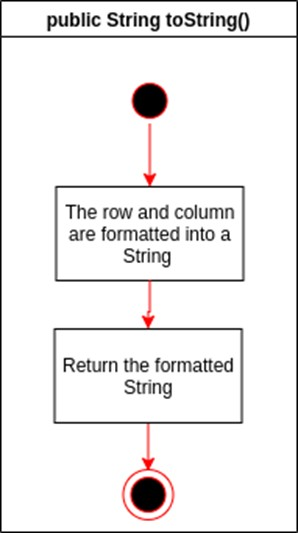 public String toString()
The row and column
are formatted into a
String
Return the formatted
String